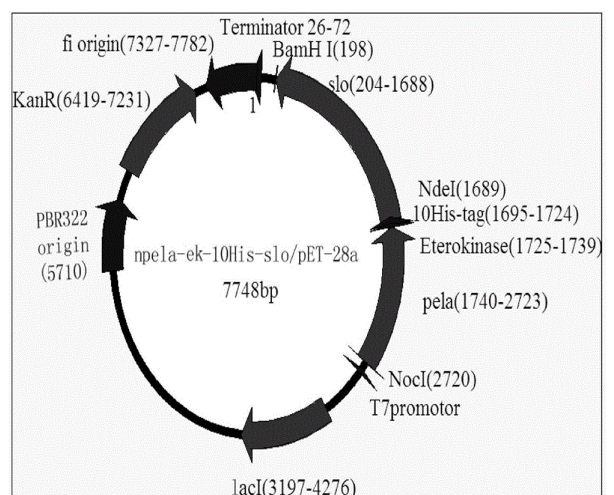 Terminator 26-72
fi origin(7327-7782)
BamH I(198)
slo(204-1688)
KanR(6419-7231)
1
NdeI(1689)
10His-tag(1695-1724)
Eterokinase(1725-1739)
PBR322
origin
(5710)
npela-ek-10His-slo/pET-28a
7748bp
pela(1740-2723)
NocI(2720)
T7promotor
lacI(3197-4276)